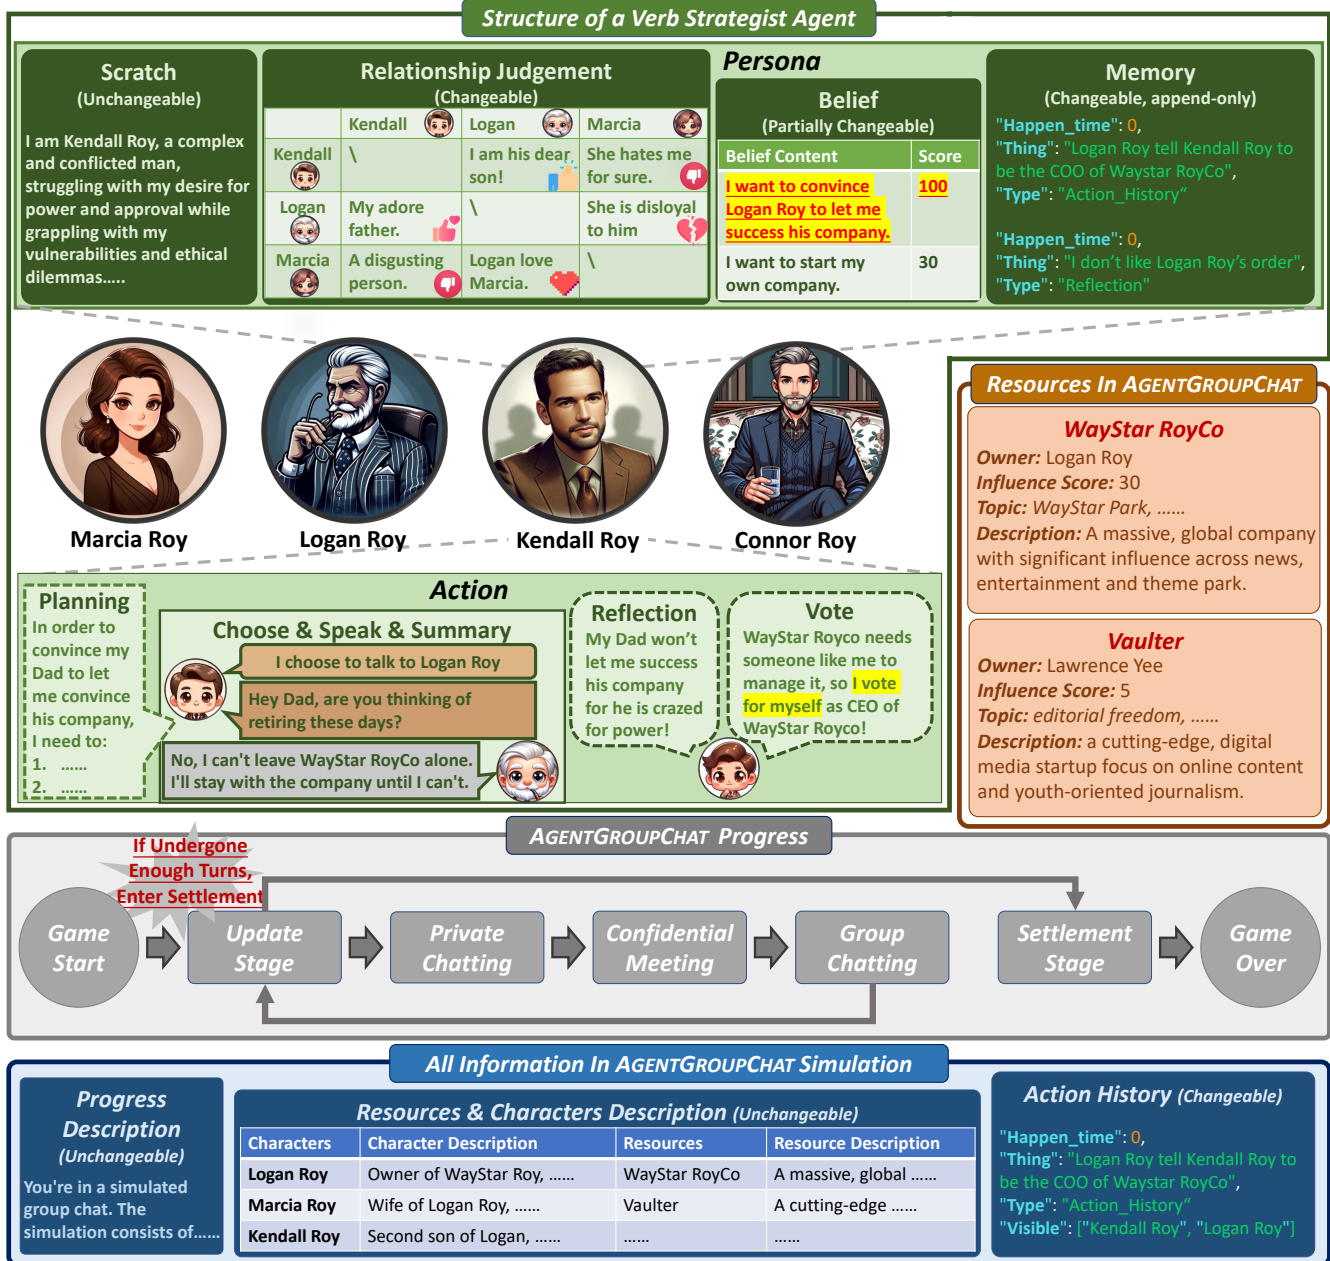 Structure of a Verb Strategist Agent
Persona
Scratch
(Unchangeable)
I am Kendall Roy, a complex
and conflicted man,
struggling with my desire for
power and approval while
grappling with my
vulnerabilities and ethical
dilemmas.....
Relationship Judgement
(Changeable)
Kendall Logan Marcia
Kendall \ I am his dear son! She hates me for sure.
Logan My adore father. \ She is disloyal to him
Marcia A disgusting person. Logan love Marcia. \
Belief
(Partially Changeable)
Belief Content Score
I want to convince 100
Logan Roy to let me
success his company.
I want to start my 30
own company.
Memory
(Changeable, append-only)
"Happen_time": 0,
"Thing": "Logan Roy tell Kendall Roy to
be the COO of Waystar RoyCo",
"Type": "Action_History“
"Happen_time": 0,
"Thing": "I don't like Logan Roy's order",
"Type": "Reflection"
Marcia Roy
Logan Roy
Kendall Roy
Connor Roy
Action
Planning
In order to
convince my
Dad to let
me convince
his company,
I need to:
1. ......
2. ......
Choose & Speak & Summary
I choose to talk to Logan Roy
Hey Dad, are you thinking of
retiring these days?
No, I can't leave WayStar RoyCo alone.
I'll stay with the company until I can't.
Reflection
My Dad won't
let me success
his company
for he is crazed
for power!
Vote
WayStar Royco needs
someone like me to
manage it, so I vote
for myself as CEO of
WayStar Royco!
Resources In AGENTGROUPCHAT
WayStar RoyCo
Owner: Logan Roy
Influence Score: 30
Topic: WayStar Park, ......
Description: A massive, global company
with significant influence across news,
entertainment and theme park.
Vaulter
Owner: Lawrence Yee
Influence Score: 5
Topic: editorial freedom, ......
Description: a cutting-edge, digital
media startup focus on online content
and youth-oriented journalism.
AGENTGROUPCHAT Progress
If Undergone
Enough Turns,
Enter Settlement
Game
Start
Update
Stage
Private
Chatting
Confidential
Meeting
Group
Chatting
Settlement
Stage
Game
Over
All Information In AGENTGROUPCHAT Simulation
Progress
Description
(Unchangeable)
You're in a simulated
group chat. The
simulation consists of......
Resources & Characters Description (Unchangeable)
Characters Character Description Resources Resource Description
Logan Roy Owner of WayStar Roy, ...... WayStar RoyCo A massive, global ......
Marcia Roy Wife of Logan Roy, ...... Vaulter A cutting-edge ......
Kendall Roy Second son of Logan, ...... ...... ......
Action History (Changeable)
"Happen_time": 0,
"Thing": "Logan Roy tell Kendall Roy to
be the COO of Waystar RoyCo",
"Type": "Action_History“
"Visible": ["Kendall Roy", "Logan Roy"]